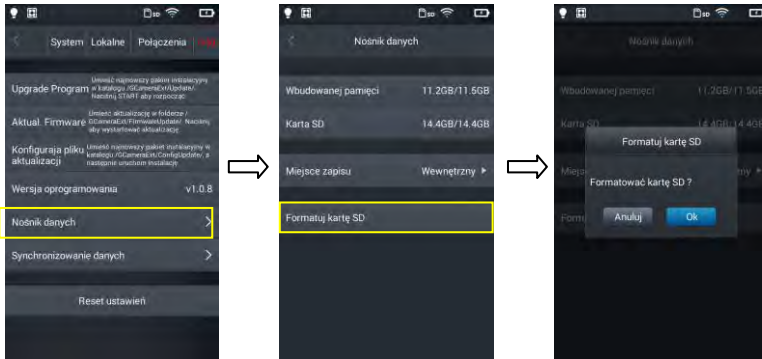 System Lokalne Połączenia
Upgrade Program
Umieść najnowszy pakiet instalacyjny
w katalogu /GCameraExt/Update/.
Naciśnij START aby rozpocząć
Aktual. Firmware
Umieść aktualizację w folderze /
GCameraExt/FirmwareUpdate/ Naciśnij
aby wystartować aktualizację
Konfiguraja pliku
aktualizacji
Umieść najnowszy pakiet instalacyjny w
katalogu /GCameraExt/ConfigUpdate/, a
następnie uruchom instalację
Wersja oprogramowania v1.0.8
Nośnik danych
Synchronizowanie danych
Reset ustawień
Nośnik danych
Wbudowanej pamięci 11.2GB/11.5GB
Karta SD 14.4GB/14.4GB
Miejsce zapisu Wewnętrzny
Formatuj kartę SD
Nośnik danych
Wbudowanej pamięci 11.2GB/11.5GB
Karta SD 14.4GB/14.4GB
Formatuj kartę SD
Formatować kartę SD ?
Anuluj Ok